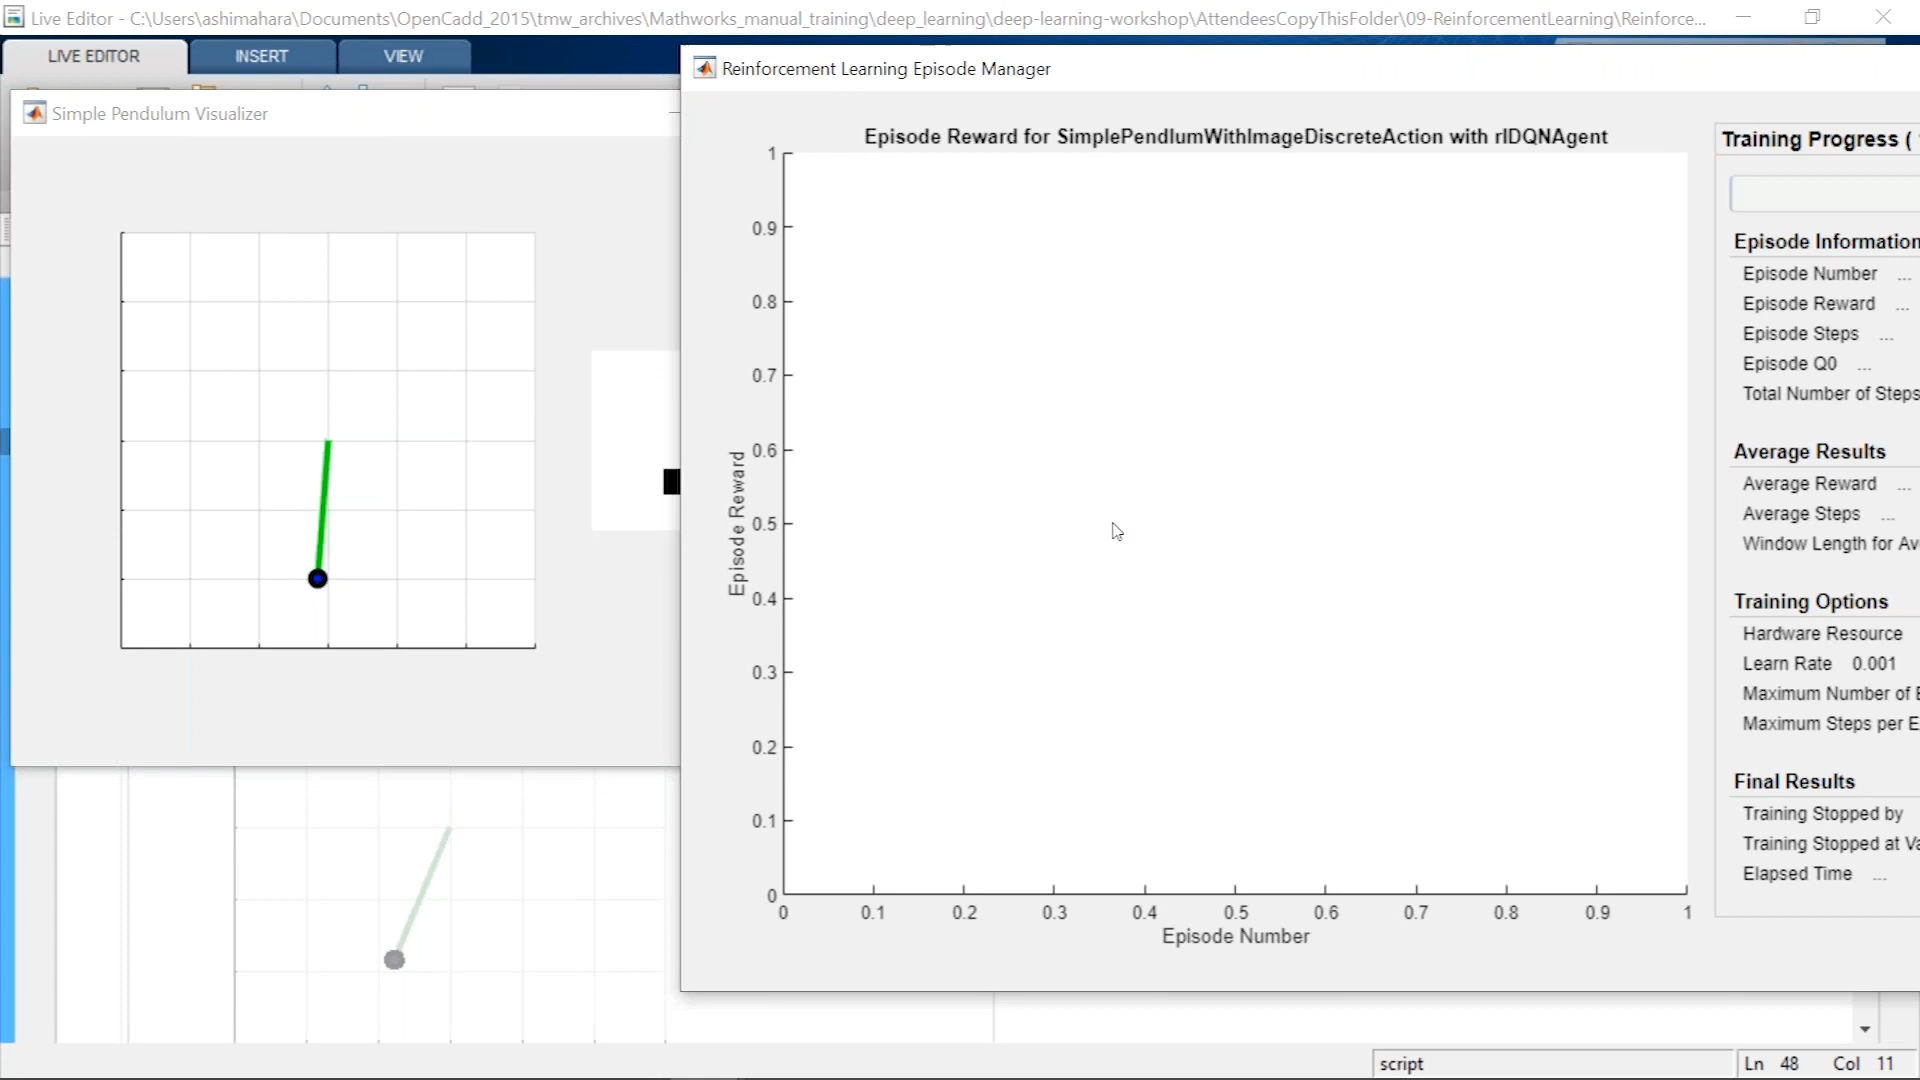 Live Editor - C:\Users\ashimahara\Documents\OpenCadd_2015\tmw_archives\Mathworks_manual_training\deep_learning\deep-learning-workshop\AttendeesCopyThisFolder\09-ReinforcementLearning\Reinforce...
LIVE EDITOR
INSERT
VIEW
Simple Pendulum Visualizer
Reinforcement Learning Episode Manager
Episode Reward for SimplePendlumWithImageDiscreteAction with rlDQNAgent
1
0.9
0.8
0.7
0.6
0.5
0.4
0.3
0.2
0.1
0
Episode Reward
0 0.1 0.2 0.3 0.4 0.5 0.6 0.7 0.8 0.9 1
Episode Number
Training Progress (
Episode Information
Episode Number ...
Episode Reward ...
Episode Steps ...
Episode Q0 ...
Total Number of Steps
Average Results
Average Reward ...
Average Steps ...
Window Length for Av
Training Options
Hardware Resource
Learn Rate 0.001
Maximum Number of E
Maximum Steps per E
Final Results
Training Stopped by
Training Stopped at Va
Elapsed Time ...
script
Ln 48 Col 11